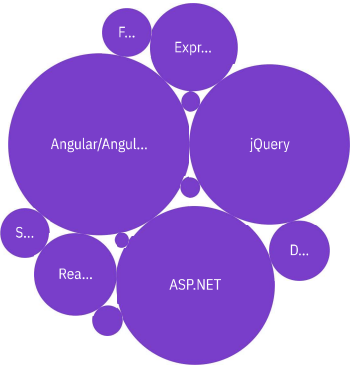 F...
Expr...
Angular/Angul...
jQuery
S...
D...
Rea...
ASP.NET